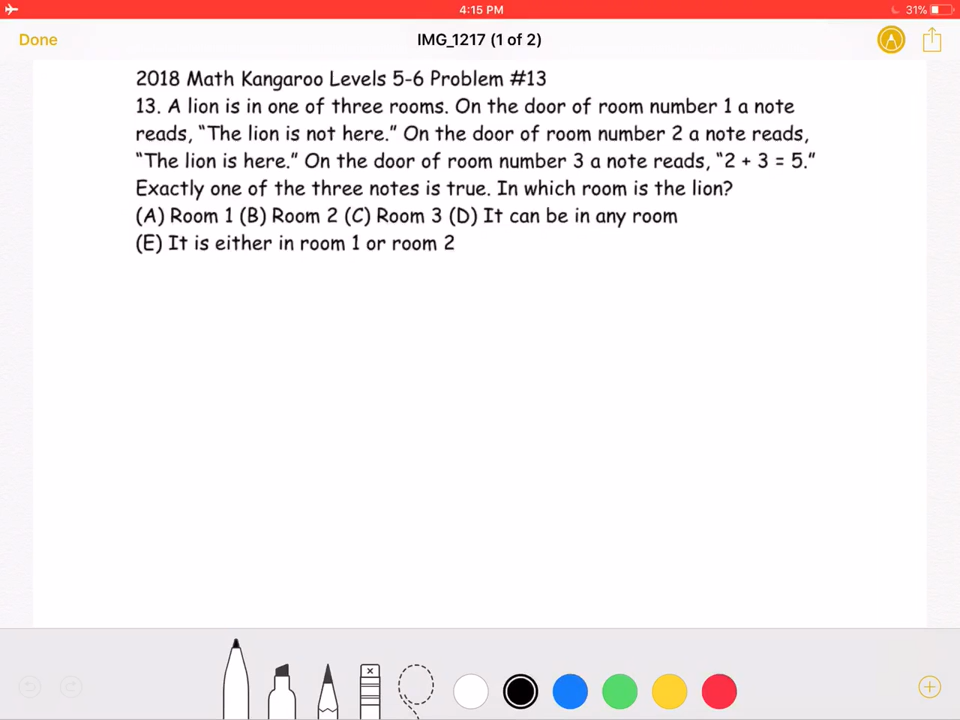 4:15 PM
31%
Done
IMG_1217 (1 of 2)
2018 Math Kangaroo Levels 5-6 Problem #13
13. A lion is in one of three rooms. On the door of room number 1 a note
reads, “The lion is not here.” On the door of room number 2 a note reads,
“The lion is here.” On the door of room number 3 a note reads, “2 + 3 = 5.”
Exactly one of the three notes is true. In which room is the lion?
(A) Room 1 (B) Room 2 (C) Room 3 (D) It can be in any room
(E) It is either in room 1 or room 2